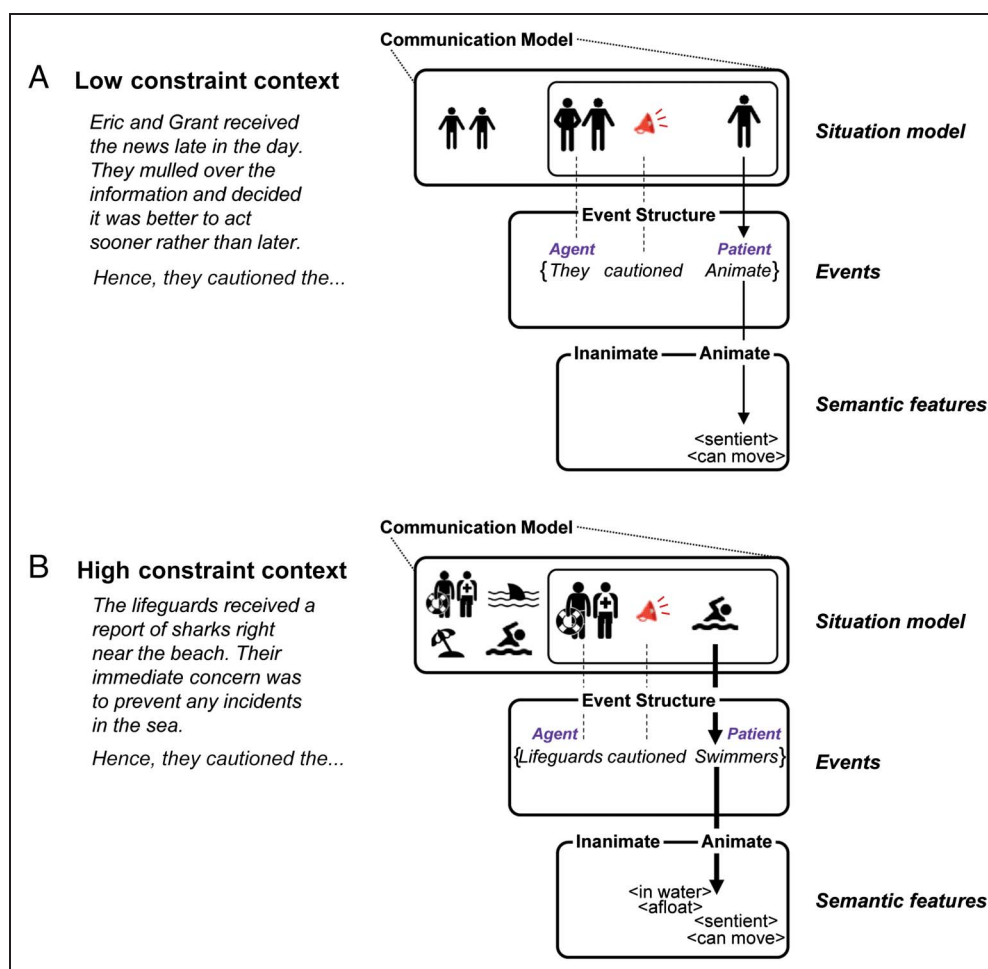 Communication Model
A Low constraint context
Eric and Grant received
the news late in the day.
They mulled over the
information and decided
it was better to act
sooner rather than later.
Hence, they cautioned the...
Situation model
Event Structure
Agent Patient
{They cautioned Animate}
Events
Inanimate Animate
Semantic features
<sentient>
<can move>
Communication Model
B High constraint context
The lifeguards received a
report of sharks right
near the beach. Their
immediate concern was
to prevent any incidents
in the sea.
Hence, they cautioned the...
Situation model
Event Structure
Agent Patient
{Lifeguards cautioned Swimmers}
Events
Inanimate Animate
<in water>
<afloat>
Semantic features
<sentient>
<can move>